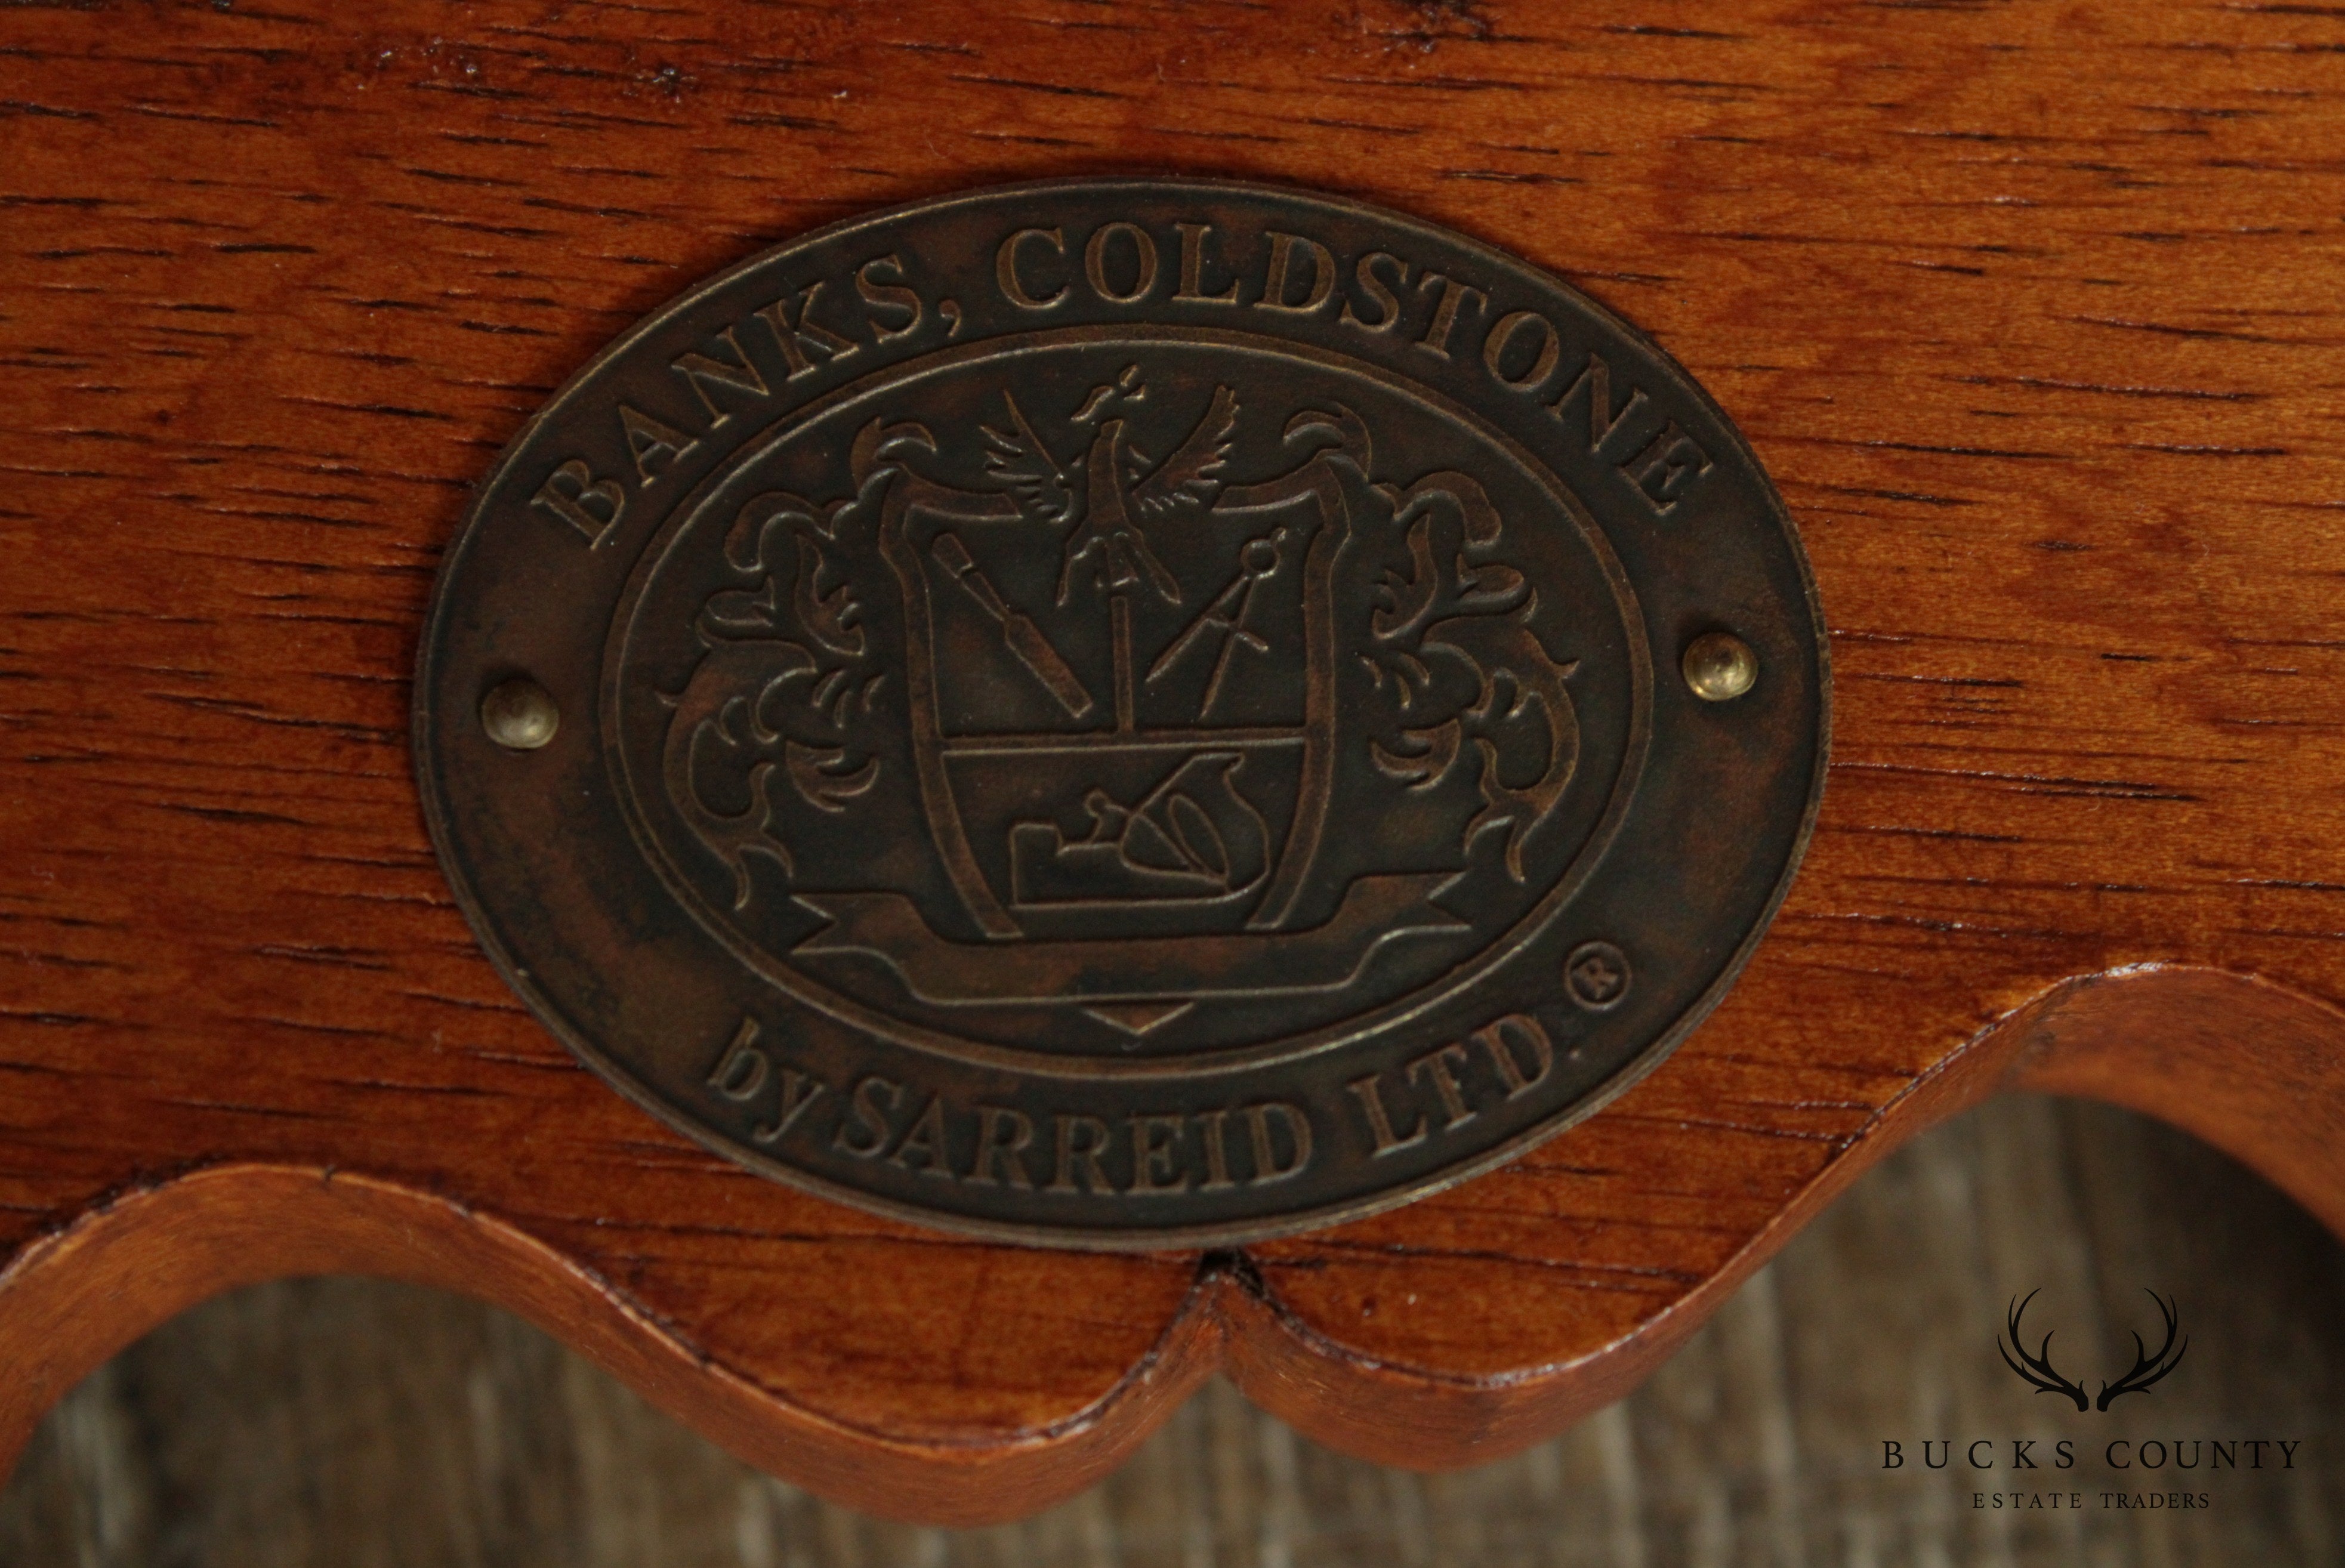 BANKS, COLDSTONE
by SARREID LTD.®
BUCKS COUNTY
ESTATE TRADERS